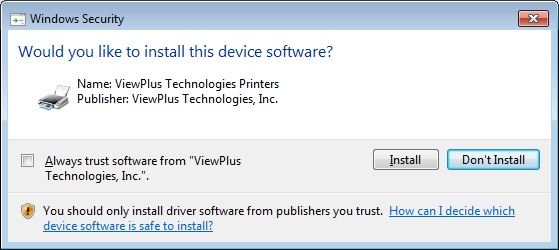 Windows Security
Would you like to install this device software?
Name: ViewPlus Technologies Printers
Publisher: ViewPlus Technologies, Inc.
Always trust software from "ViewPlus
Technologies, Inc.".
Install
Don't Install
You should only install driver software from publishers you trust. How can I decide which
device software is safe to install?